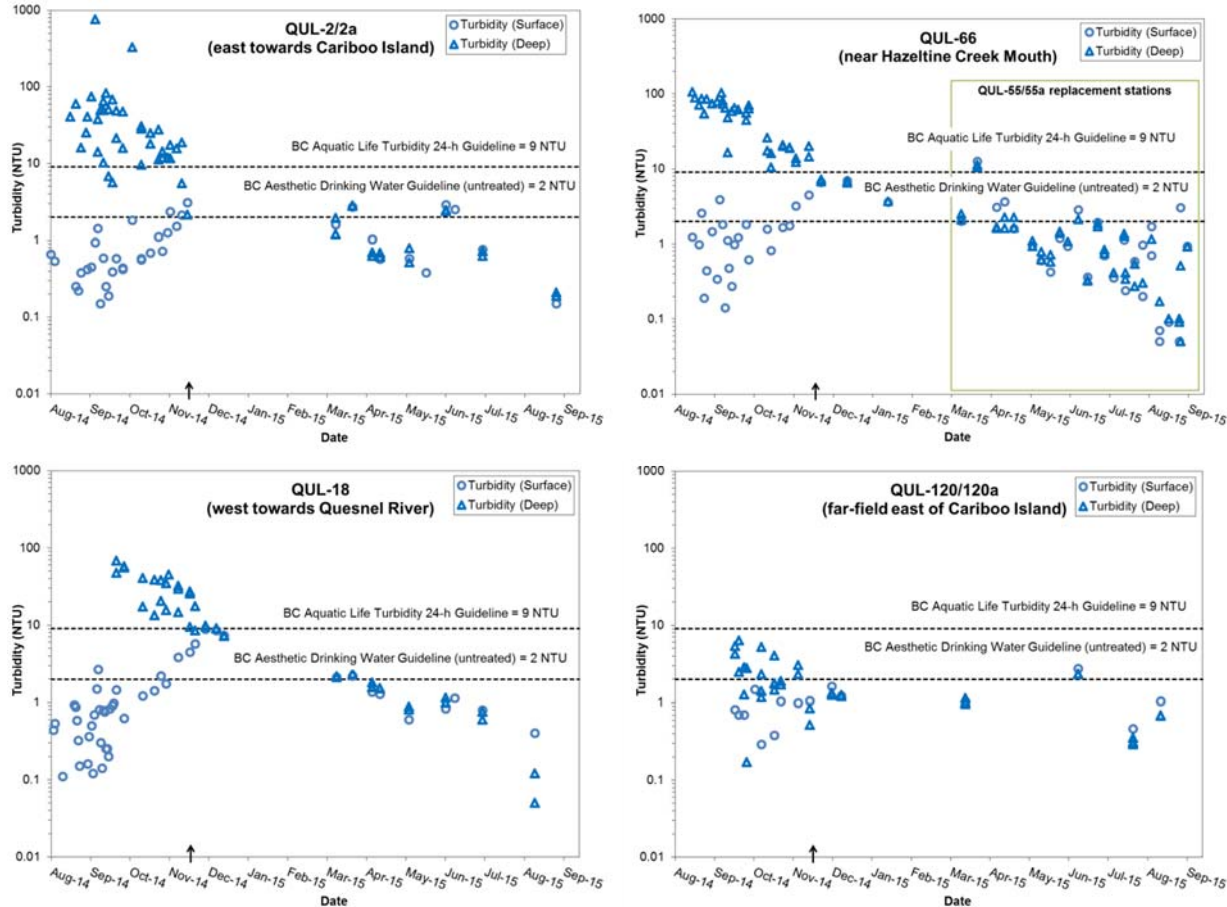 QUL-2/2a
(east towards Cariboo Island)
Turbidity (Surface)
Turbidity (Deep)
1000
100
10
1
0.1
0.01
Turbidity (NTU)
BC Aquatic Life Turbidity 24-h Guideline = 9 NTU
BC Aesthetic Drinking Water Guideline (untreated) = 2 NTU
Aug-14 Sep-14 Oct-14 Nov-14 Dec-14 Jan-15 Feb-15 Mar-15 Apr-15 May-15 Jun-15 Jul-15 Aug-15 Sep-15
Date
QUL-66
(near Hazeltine Creek Mouth)
Turbidity (Surface)
Turbidity (Deep)
QUL-55/55a replacement stations
1000
100
10
1
0.1
0.01
Turbidity (NTU)
BC Aquatic Life Turbidity 24-h Guideline = 9 NTU
BC Aesthetic Drinking Water Guideline (untreated) = 2 NTU
Aug-14 Sep-14 Oct-14 Nov-14 Dec-14 Jan-15 Feb-15 Mar-15 Apr-15 May-15 Jun-15 Jul-15 Aug-15 Sep-15
Date
QUL-18
(west towards Quesnel River)
Turbidity (Surface)
Turbidity (Deep)
1000
100
10
1
0.1
0.01
Turbidity (NTU)
BC Aquatic Life Turbidity 24-h Guideline = 9 NTU
BC Aesthetic Drinking Water Guideline (untreated) = 2 NTU
Aug-14 Sep-14 Oct-14 Nov-14 Dec-14 Jan-15 Feb-15 Mar-15 Apr-15 May-15 Jun-15 Jul-15 Aug-15 Sep-15
Date
QUL-120/120a
(far-field east of Cariboo Island)
Turbidity (Surface)
Turbidity (Deep)
1000
100
10
1
0.1
0.01
Turbidity (NTU)
BC Aquatic Life Turbidity 24-h Guideline = 9 NTU
BC Aesthetic Drinking Water Guideline (untreated) = 2 NTU
Aug-14 Sep-14 Oct-14 Nov-14 Dec-14 Jan-15 Feb-15 Mar-15 Apr-15 May-15 Jun-15 Jul-15 Aug-15 Sep-15
Date